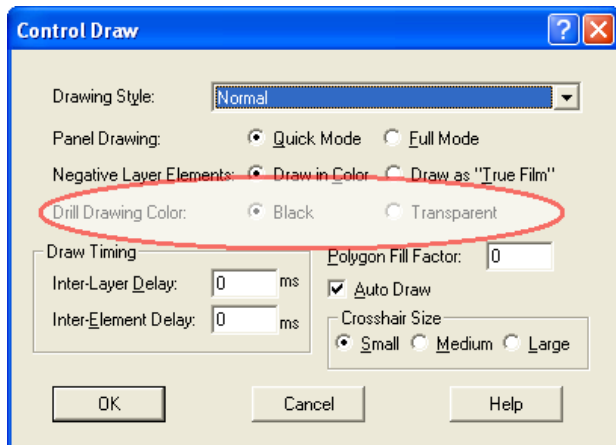 Control Draw
Drawing Style: Normal
Panel Drawing: Quick Mode Full Mode
Negative Layer Elements: Draw in Color Draw as "True Film"
Drill Drawing Color: Black Transparent
Draw Timing
Inter-Layer Delay: 0 ms
Inter-Element Delay: 0 ms
Polygon Fill Factor: 0
Auto Draw
Crosshair Size
Small Medium Large
OK Cancel Help